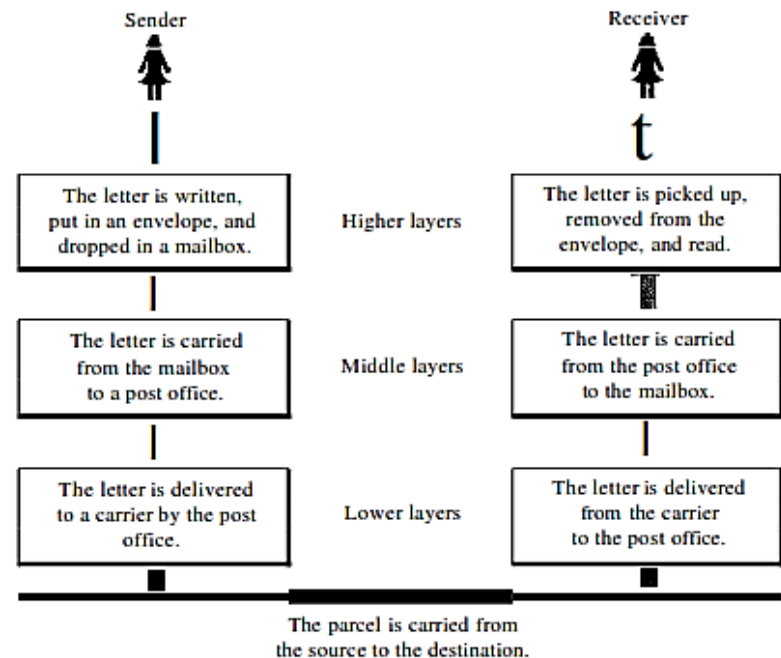 Sender
Receiver
t
The letter is written,
put in an envelope, and
dropped in a mailbox.
Higher layers
The letter is picked up,
removed from the
envelope, and read.
The letter is carried
from the mailbox
to a post office.
Middle layers
The letter is carried
from the post office
to the mailbox.
The letter is delivered
to a carrier by the post
office.
Lower layers
The letter is delivered
from the carrier
to the post office.
The parcel is carried from
the source to the destination.